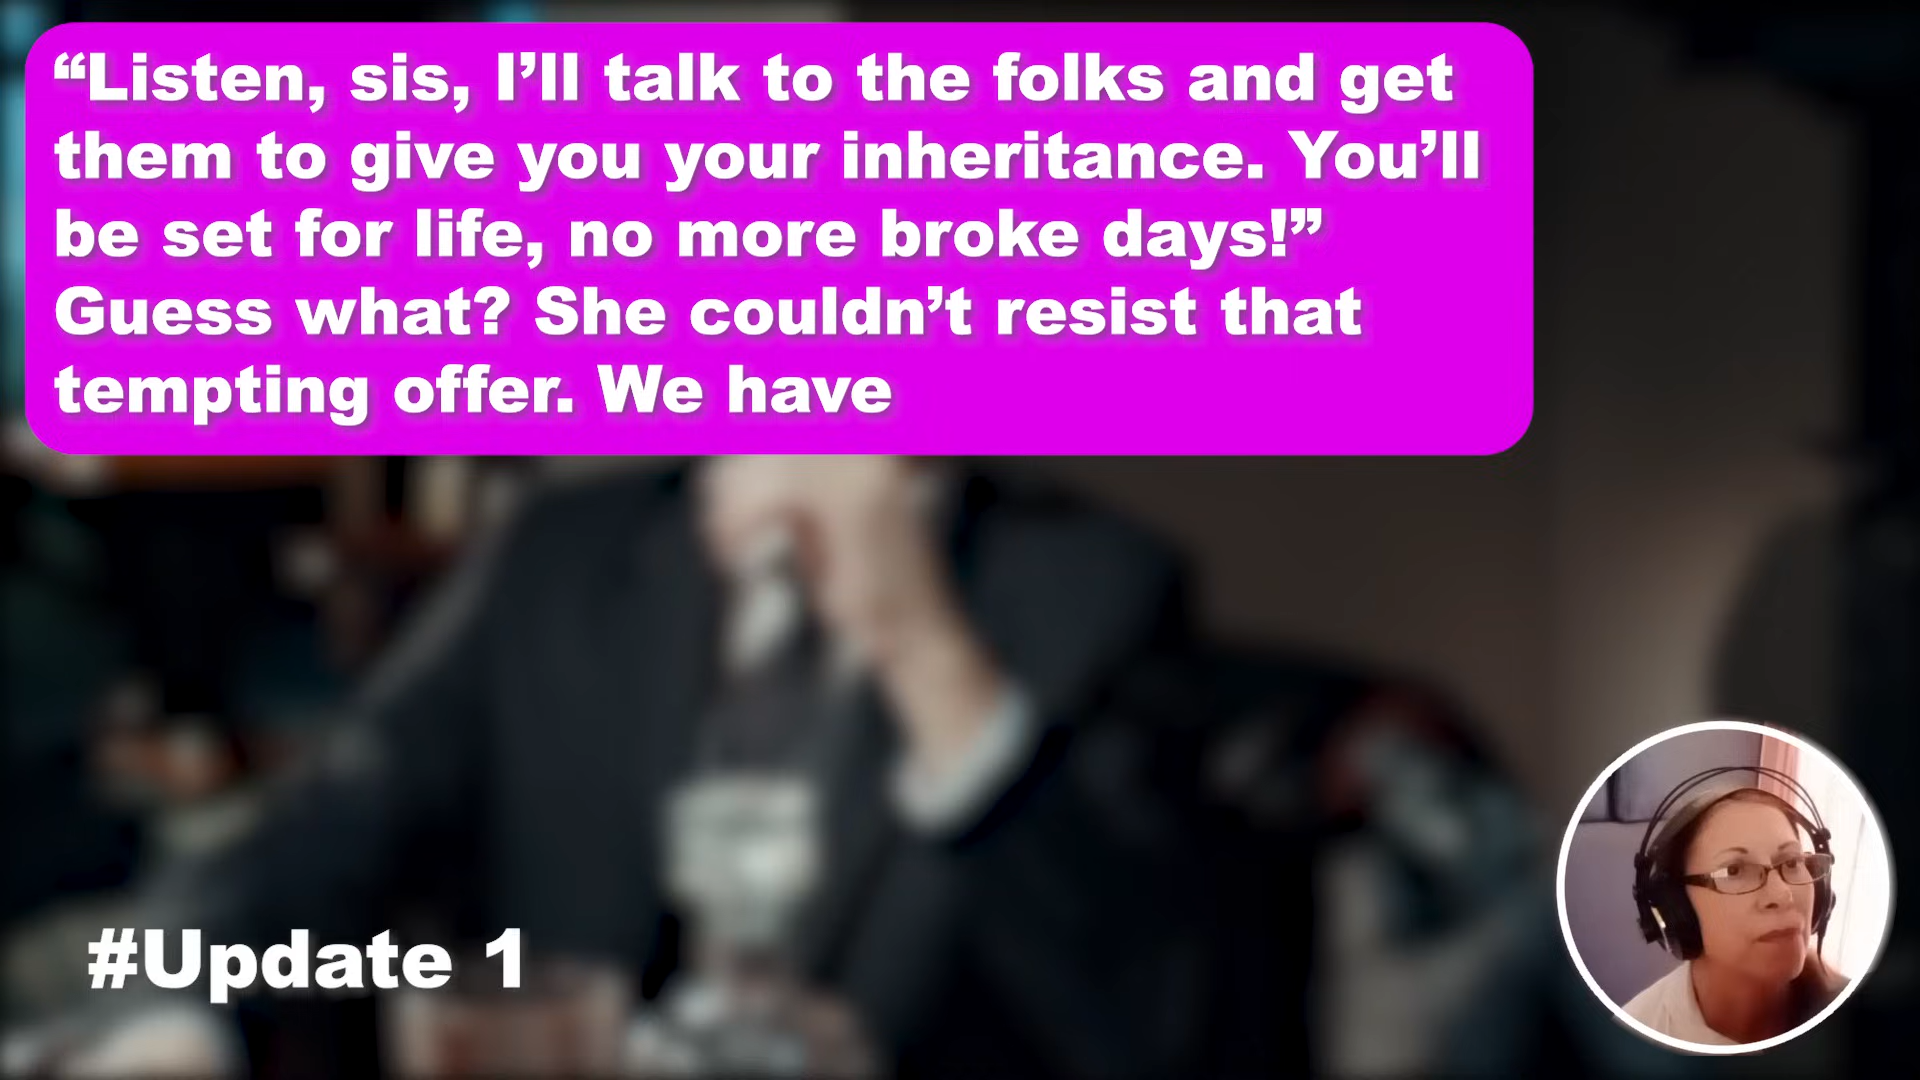 “Listen, sis, I’ll talk to the folks and get
them to give you your inheritance. You’ll
be set for life, no more broke days!”
Guess what? She couldn’t resist that
tempting offer. We have
#Update 1